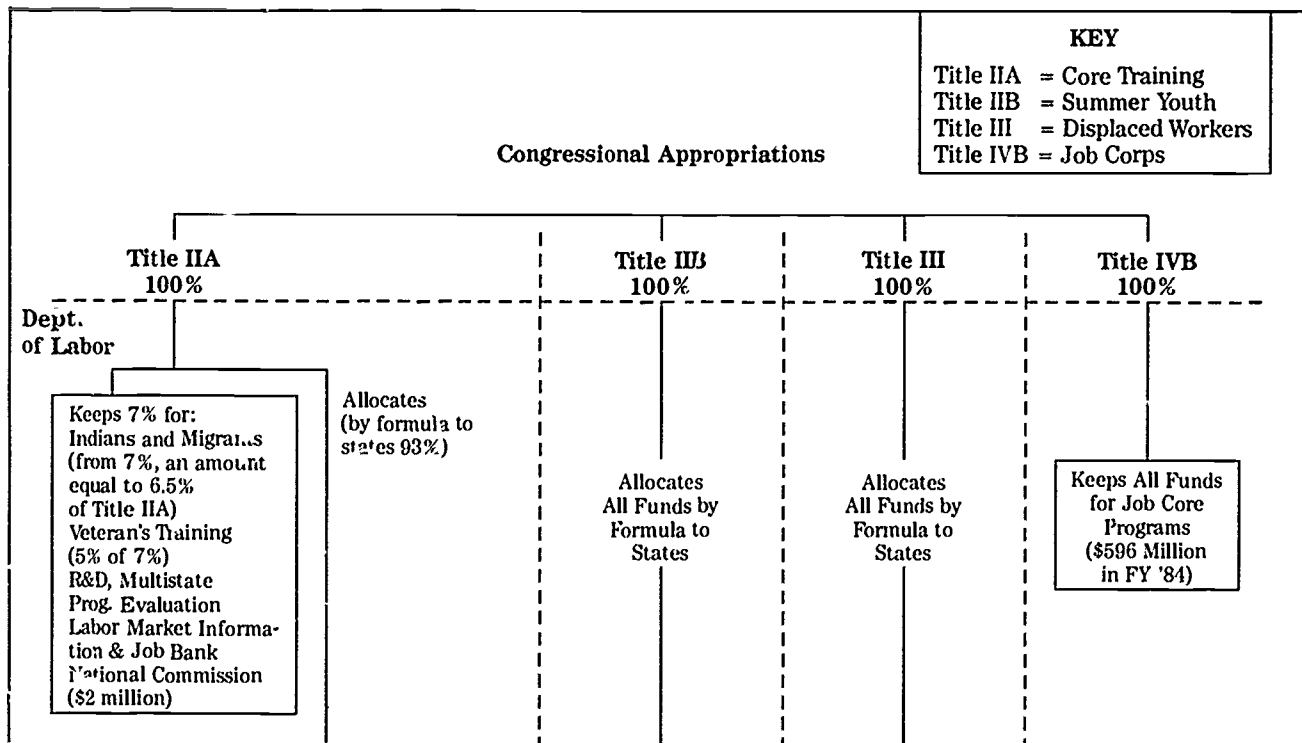 KEY
Title IIA = Core Training
Title IIB = Summer Youth
Title III = Displaced Workers
Title IVB = Job Corps
Congressional Appropriations
Title IIA
100%
Title IIB
100%
Title III
100%
Title IVB
100%
Dept.
of Labor
Keeps 7% for:
Indians and Migrants
(from 7%, an amount
equal to 6.5%
of Title IIA)
Veteran's Training
(5% of 7%)
R&D, Multistate
Prog. Evaluation
Labor Market Informa-
tion & Job Bank
National Commission
($2 million)
Allocates
(by formula to
states 93%)
Allocates
All Funds by
Formula to
States
Allocates
All Funds by
Formula to
States
Keeps All Funds
for Job Core
Programs
($596 Million
in FY '84)